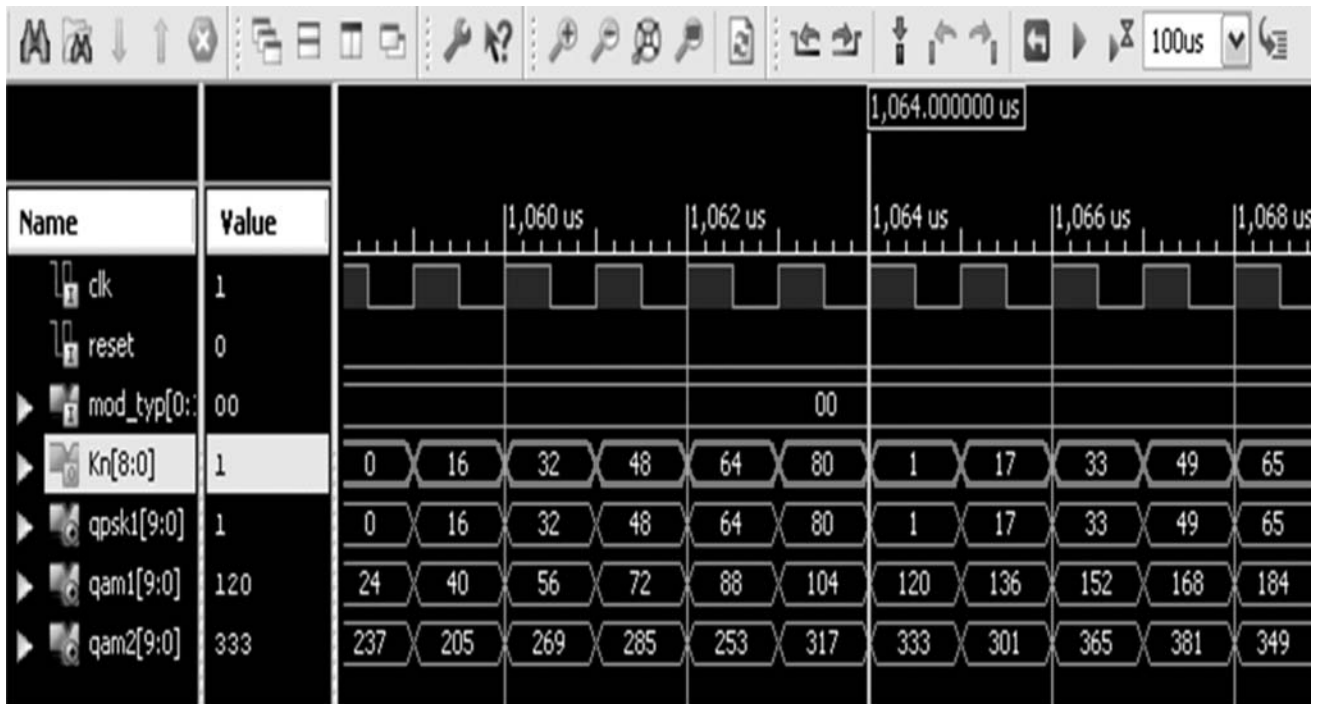 100us
1,064.000000 us
Name Value 1,060 us 1,062 us 1,064 us 1,066 us 1,068 us
clk 1
reset 0
mod_typ[0:1 00 00
Kn[8:0] 1 0 16 32 48 64 80 1 17 33 49 65
qpsk1[9:0] 1 0 16 32 48 64 80 1 17 33 49 65
qam1[9:0] 120 24 40 56 72 88 104 120 136 152 168 184
qam2[9:0] 333 237 205 269 285 253 317 333 301 365 381 349